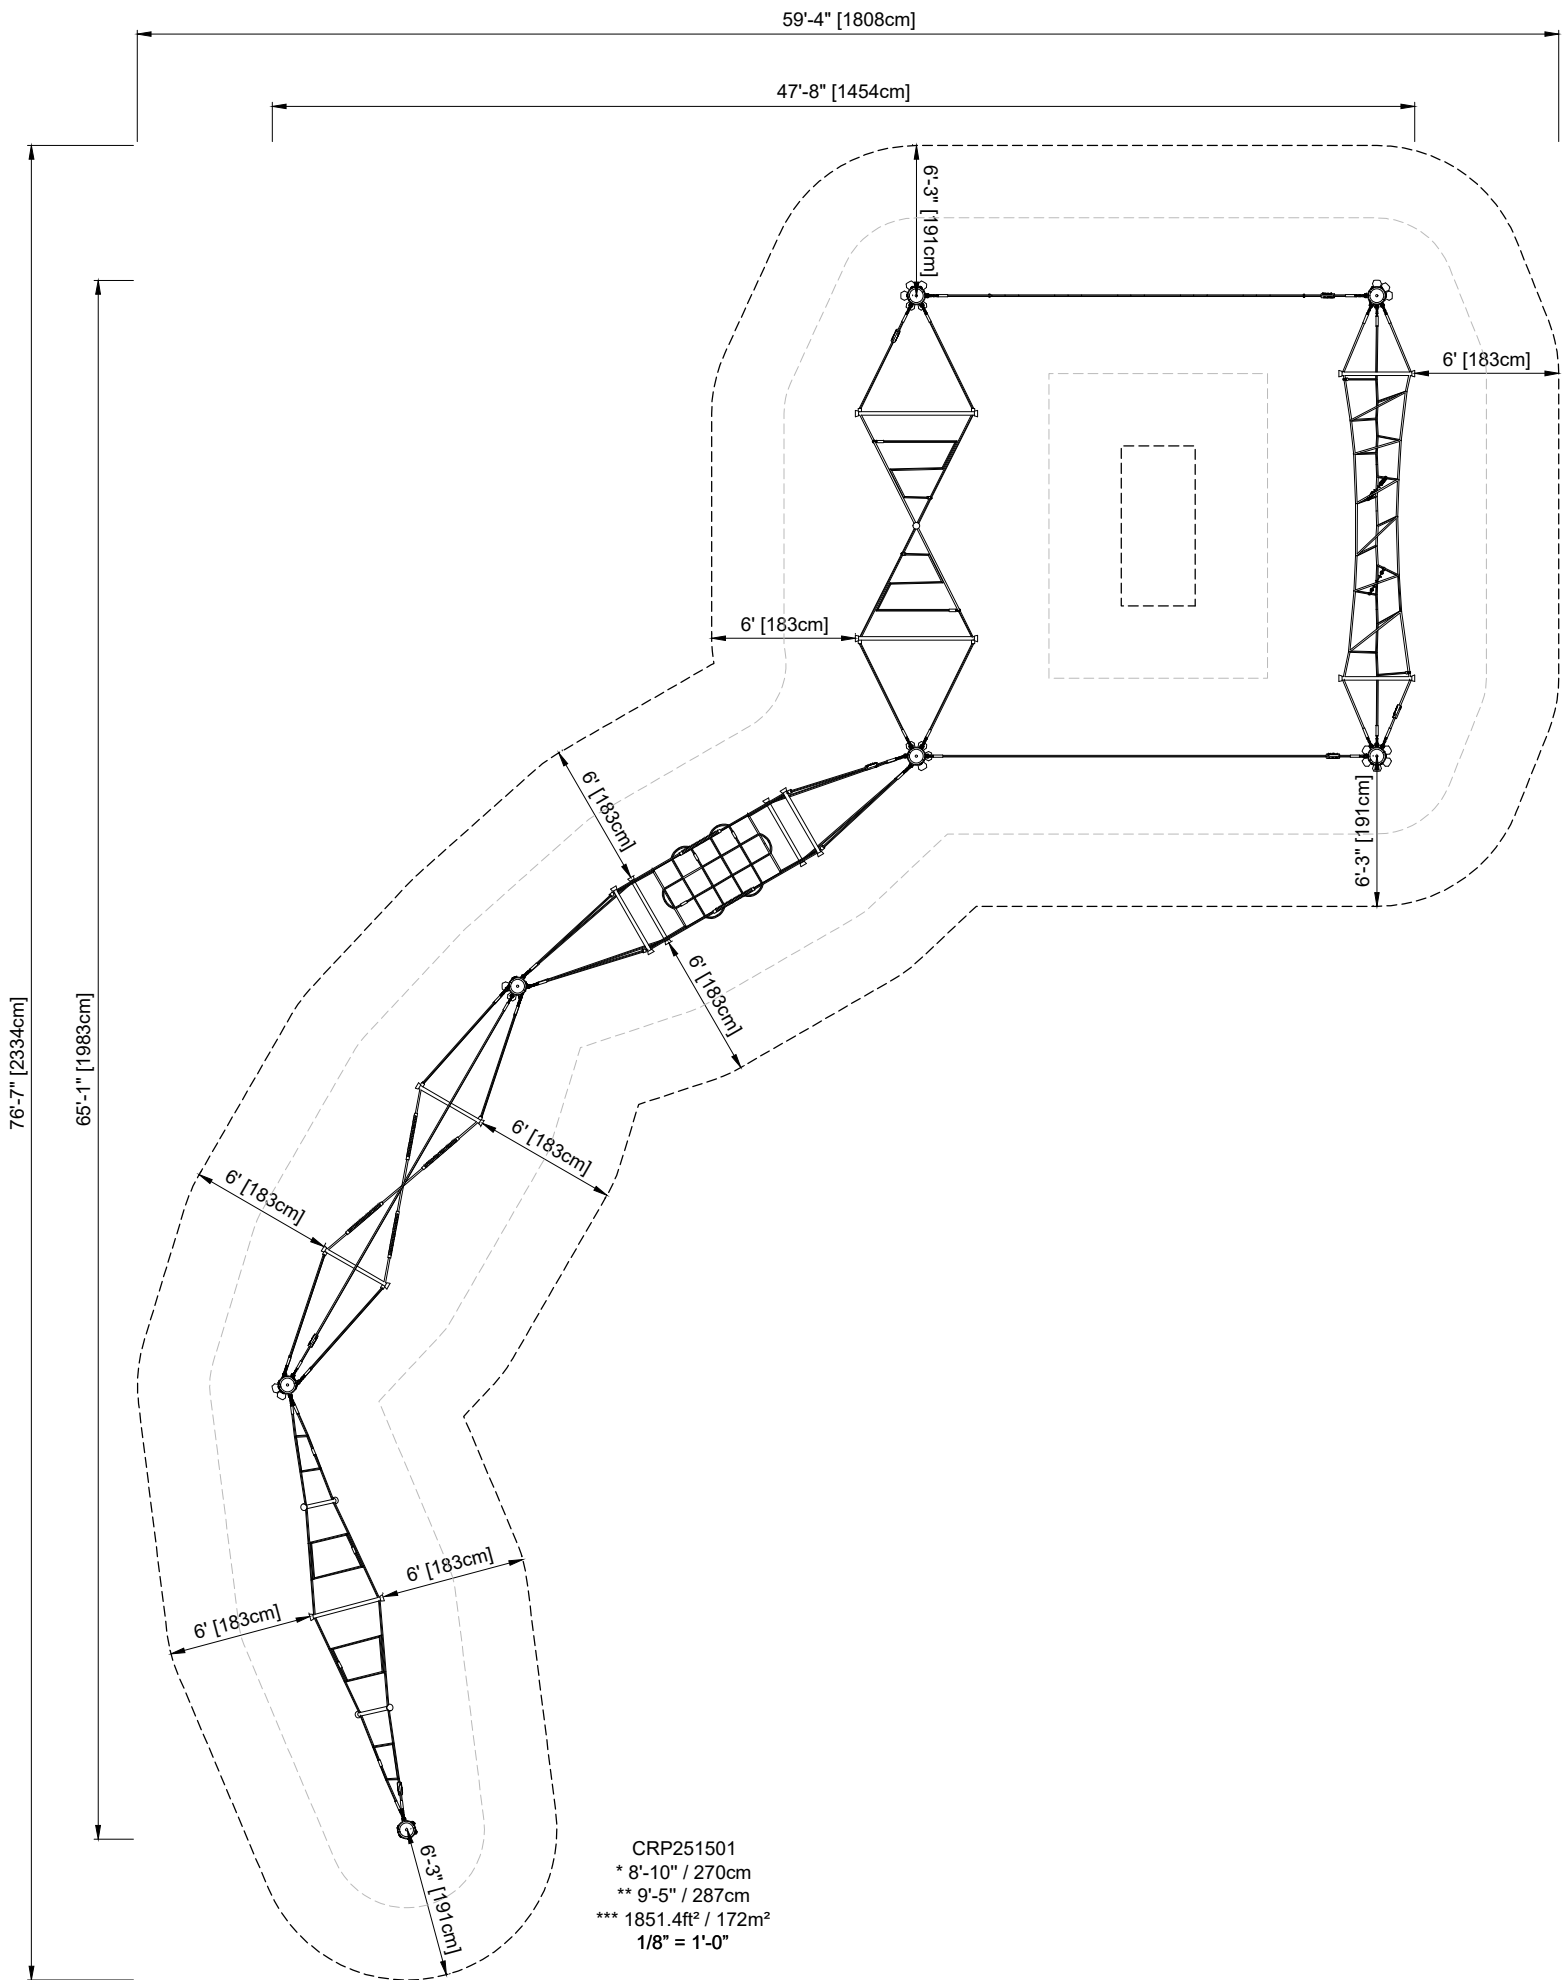 59'-4" [1808cm]
47'-8" [1454cm]
6'-3" [191cm]
6' [183cm]
6' [183cm]
6' [183cm]
6'-3" [191cm]
6' [183cm]
76'-7" [2334cm]
65'-1" [1983cm]
6' [183cm]
6' [183cm]
6' [183cm]
6' [183cm]
6'-3" [191cm]
CRP251501
* 8'-10" / 270cm
** 9'-5" / 287cm
*** 1851.4ft² / 172m²
1/8” = 1'-0”